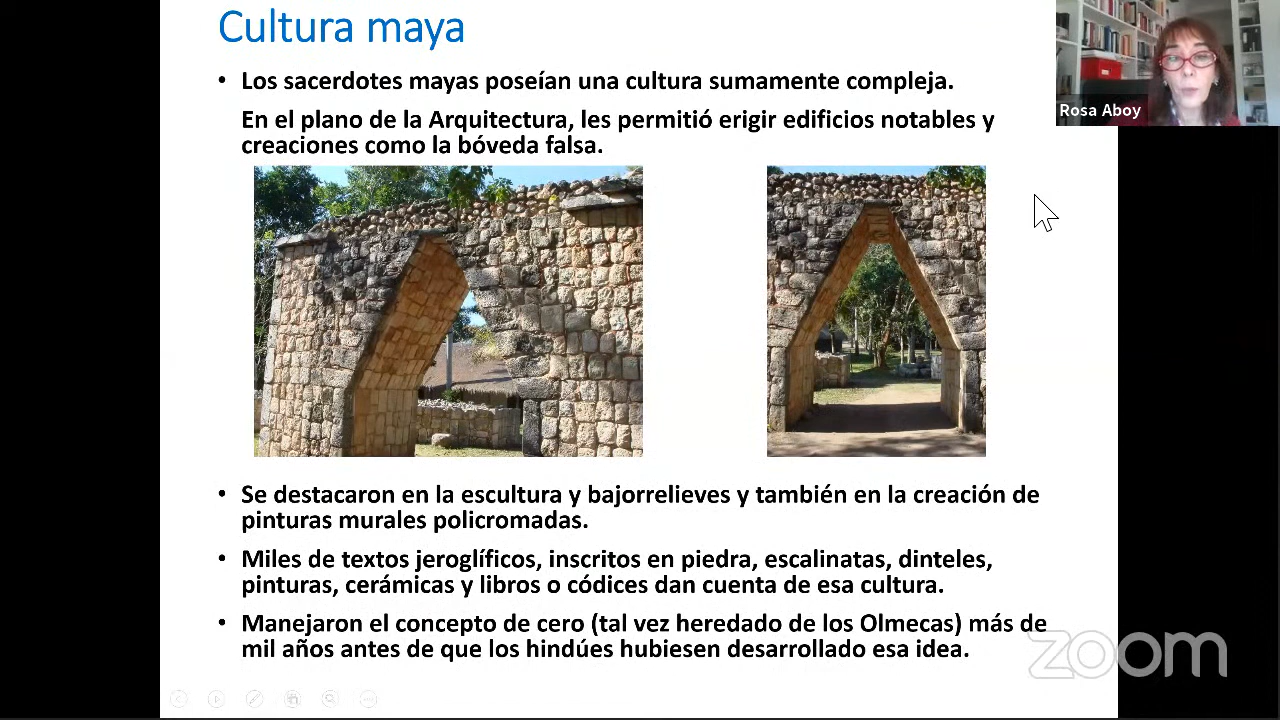 Cultura maya
• Los sacerdotes mayas poseían una cultura sumamente compleja.
En el plano de la Arquitectura, les permitió erigir edificios notables y
creaciones como la bóveda falsa.
Rosa Aboy
• Se destacaron en la escultura y bajorrelieves y también en la creación de
pinturas murales policromadas.
• Miles de textos jeroglíficos, inscritos en piedra, escalinatas, dinteles,
pinturas, cerámicas y libros o códices dan cuenta de esa cultura.
• Manejaron el concepto de cero (tal vez heredado de los Olmecas) más de
mil años antes de que los hindúes hubiesen desarrollado esa idea.
zoom